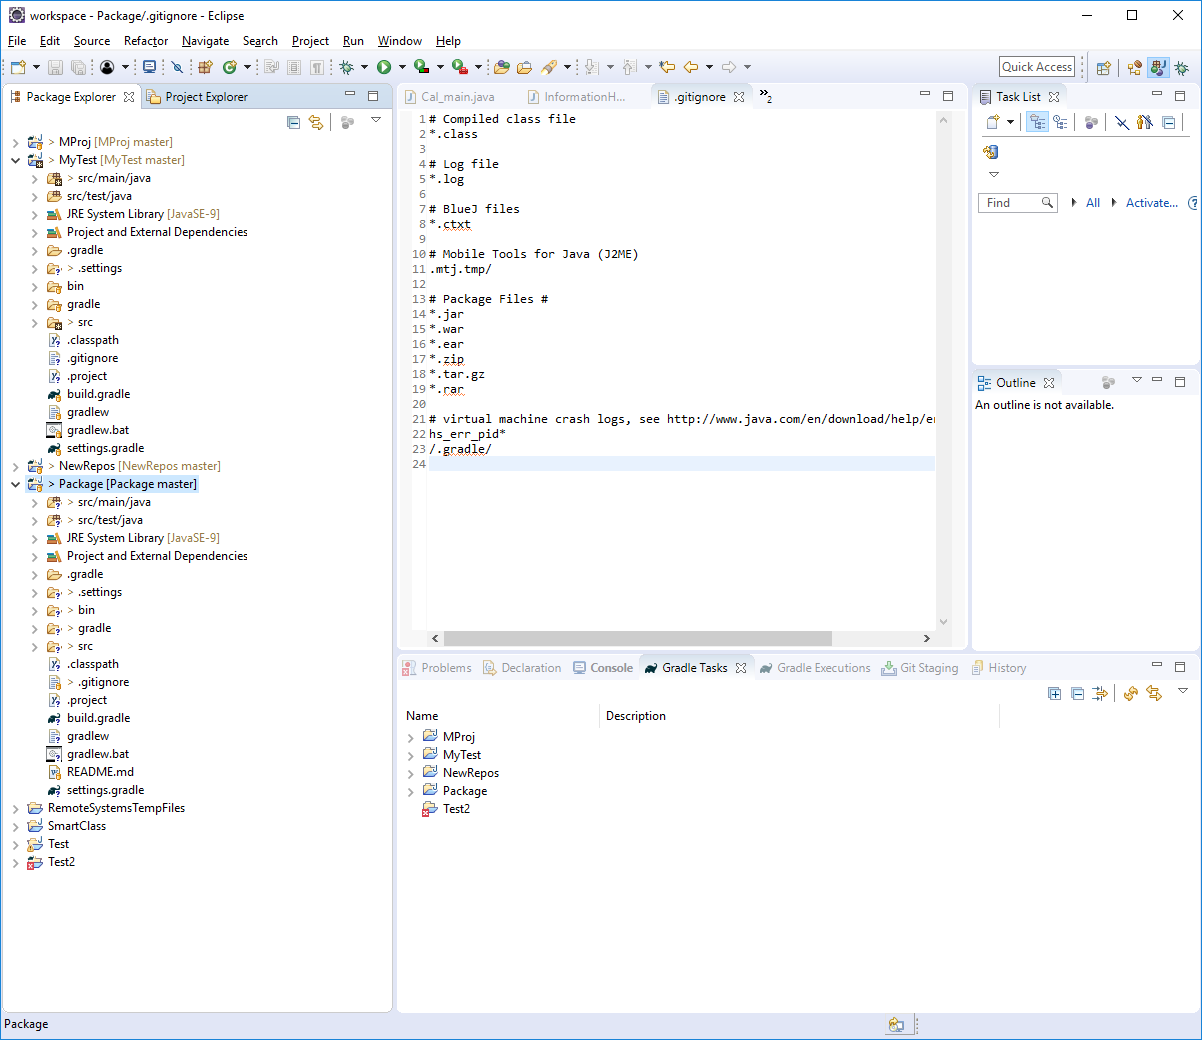 workspace - Package/.gitignore - Eclipse
File Edit Source Refactor Navigate Search Project Run Window Help
Quick Access
Package Explorer Project Explorer
> MProj [MProj master]
> MyTest [MyTest master]
> src/main/java
src/test/java
JRE System Library [JavaSE-9]
Project and External Dependencies
.gradle
> .settings
bin
gradle
> src
.classpath
.gitignore
.project
build.gradle
gradlew
gradlew.bat
settings.gradle
> NewRepos [NewRepos master]
> Package [Package master]
> src/main/java
> src/test/java
JRE System Library [JavaSE-9]
Project and External Dependencies
.gradle
> .settings
> bin
> gradle
> src
.classpath
> .gitignore
.project
build.gradle
gradlew
gradlew.bat
README.md
settings.gradle
RemoteSystemsTempFiles
SmartClass
Test
Test2
Cal_main.java InformationH... .gitignore »2
1 # Compiled class file
2 *.class
3
4 # Log file
5 *.log
6
7 # BlueJ files
8 *.ctxt
9
10 # Mobile Tools for Java (J2ME)
11 .mtj.tmp/
12
13 # Package Files #
14 *.jar
15 *.war
16 *.ear
17 *.zip
18 *.tar.gz
19 *.rar
20
21 # virtual machine crash logs, see http://www.java.com/en/download/help/er
22 hs_err_pid*
23 /.gradle/
24
Task List
Find All Activate...
Outline
An outline is not available.
Problems Declaration Console Gradle Tasks Gradle Executions Git Staging History
Name Description
MProj
MyTest
NewRepos
Package
Test2
Package